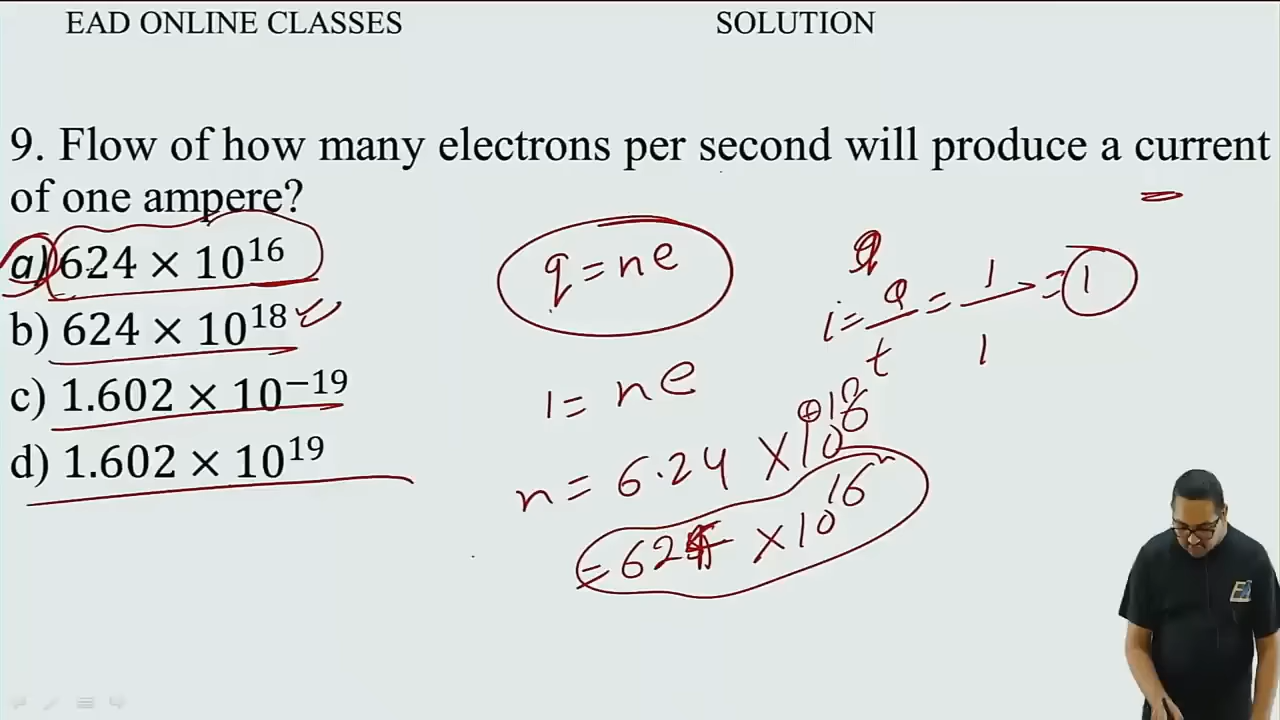 EAD ONLINE CLASSES SOLUTION
9. Flow of how many electrons per second will produce a current
of one ampere?
a) 624 × 10^16
b) 624 × 10^18
c) 1.602 × 10^−19
d) 1.602 × 10^19
q = ne
i = Q/t = 1/1 = 1
1 = ne
n = 6.24 × 10^18
= 624 × 10^16